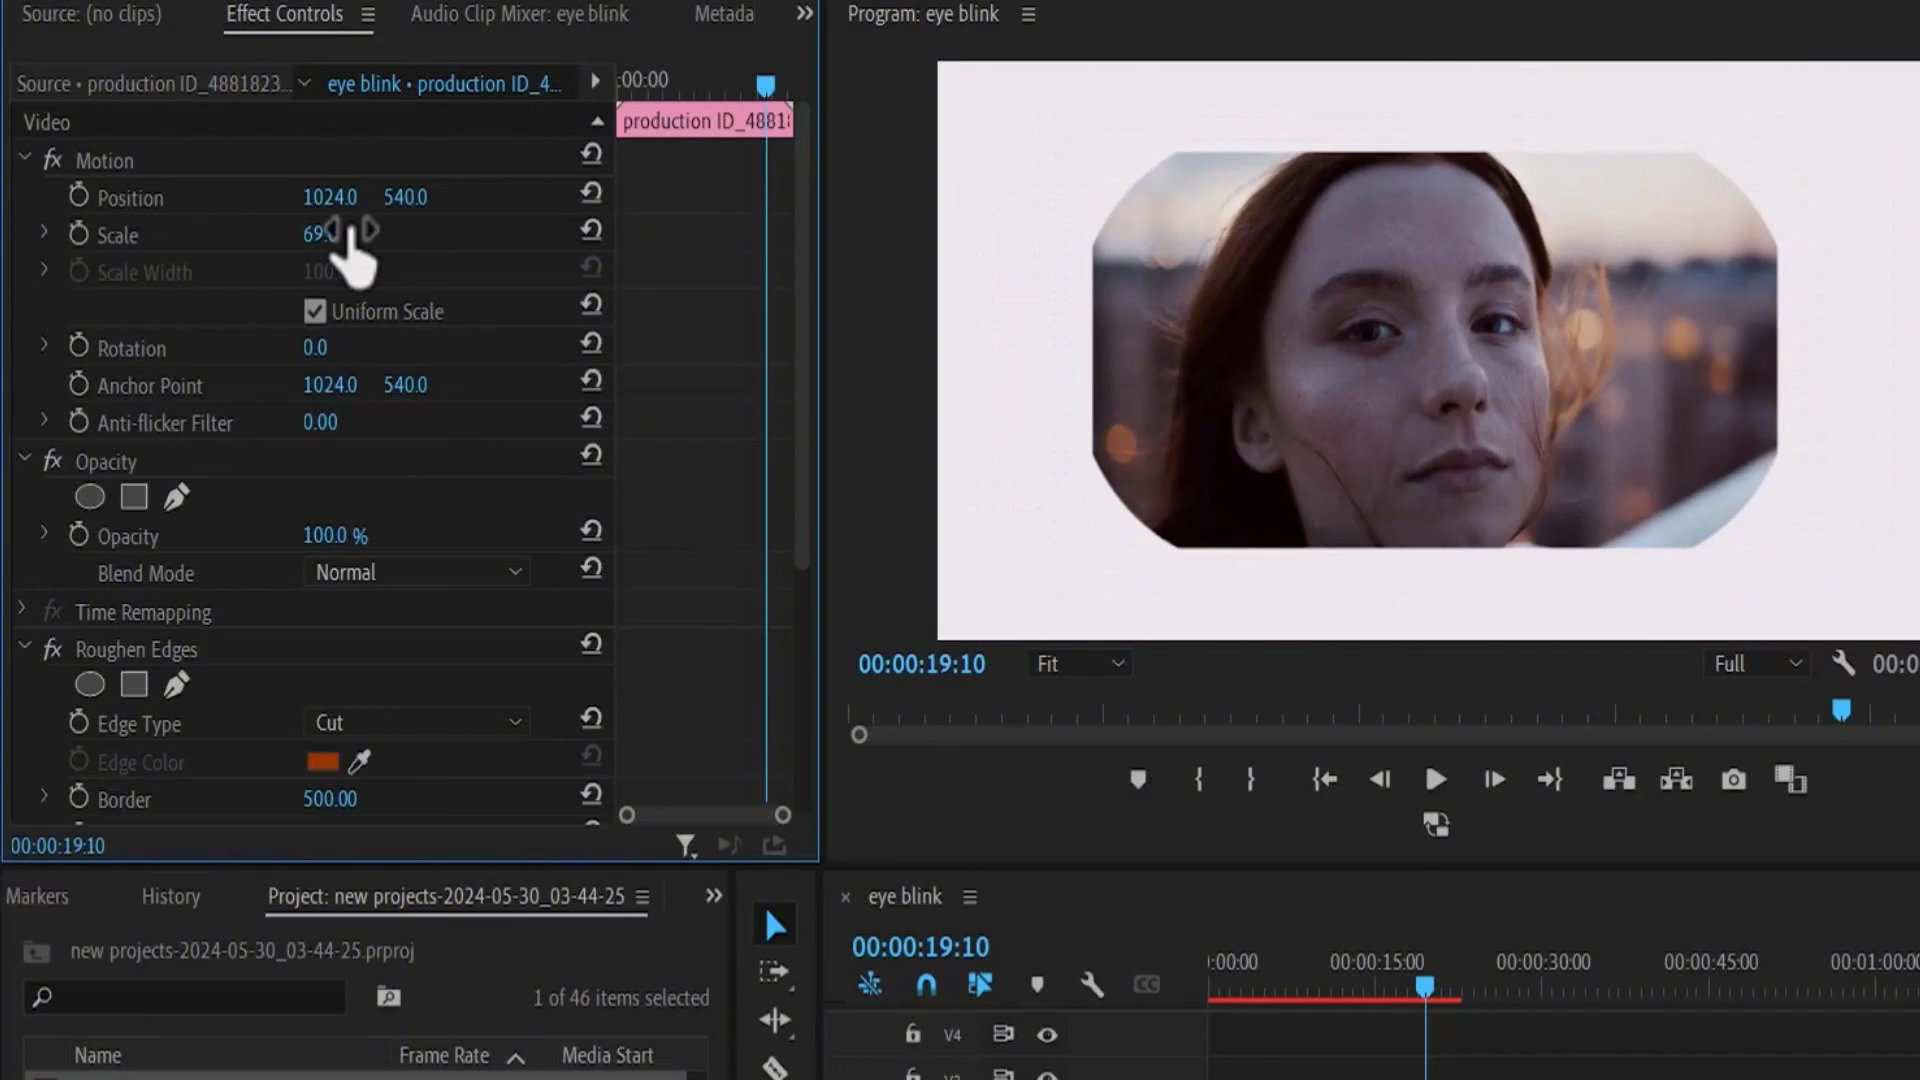 Source: (no clips)
Effect Controls
Audio Clip Mixer: eye blink
Metada
Program: eye blink
Source • production ID_4881823...
eye blink • production ID_4...
:00:00
Video
production ID_4881
Motion
Position 1024.0 540.0
Scale 69.
Scale Width 100
Uniform Scale
Rotation 0.0
Anchor Point 1024.0 540.0
Anti-flicker Filter 0.00
fx Opacity
Opacity 100.0 %
Blend Mode Normal
fx Time Remapping
fx Roughen Edges
Edge Type Cut
Edge Color
Border 500.00
00:00:19:10
00:00:19:10
Fit
Full
00:0
Markers
History
Project: new projects-2024-05-30_03-44-25
new projects-2024-05-30_03-44-25.prproj
1 of 46 items selected
Name
Frame Rate
Media Start
eye blink
00:00:19:10
:00:00
00:00:15:00
00:00:30:00
00:00:45:00
00:01:00:0
V4